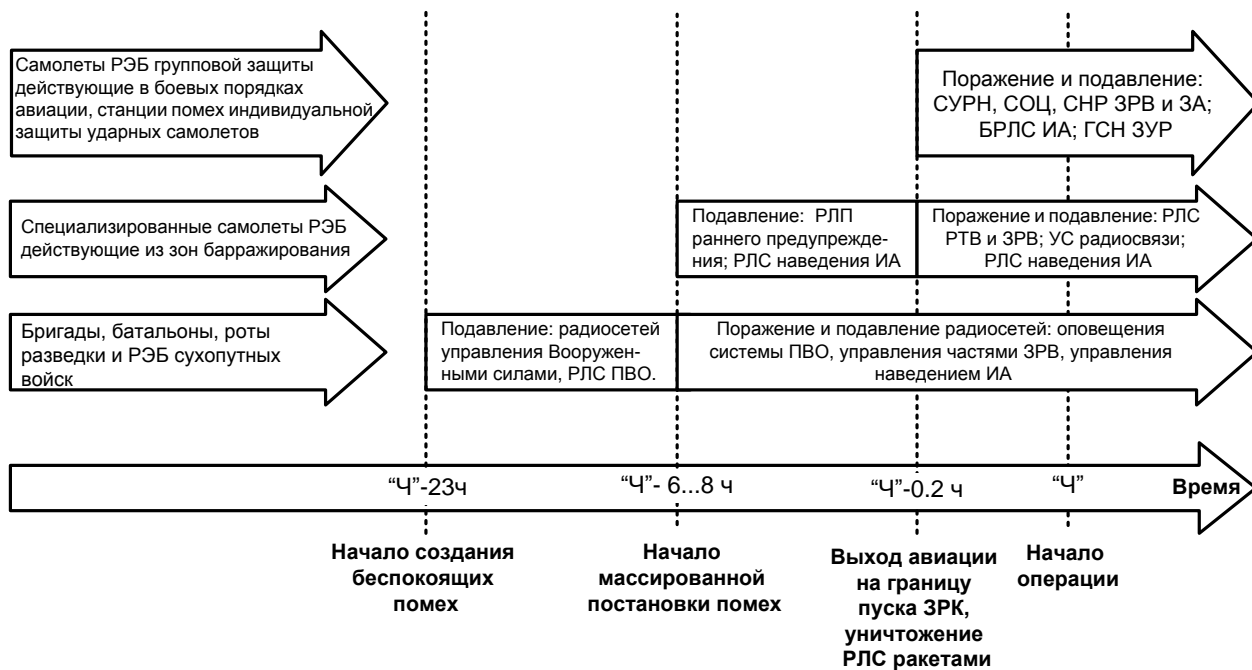 Самолеты РЭБ групповой защиты
действующие в боевых порядках
авиации, станции помех индивидуальной
защиты ударных самолетов
Поражение и подавление:
СУРН, СОЦ, СНР ЗРВ и ЗА;
БРЛС ИА; ГСН ЗУР
Специализированные самолеты РЭБ
действующие из зон барражирования
Подавление: РЛП
раннего предупрежде-
ния; РЛС наведения ИА
Поражение и подавление: РЛС
РТВ и ЗРВ; УС радиосвязи;
РЛС наведения ИА
Бригады, батальоны, роты
разведки и РЭБ сухопутных
войск
Подавление: радиосетей
управления Вооружен-
ными силами, РЛС ПВО.
Поражение и подавление радиосетей: оповещения
системы ПВО, управления частями ЗРВ, управления
наведением ИА
“Ч”-23ч
“Ч”- 6...8 ч
“Ч”-0.2 ч
“Ч”
Время
Начало создания
беспокоящих
помех
Начало
массированной
постановки помех
Выход авиации
на границу
пуска ЗРК,
уничтожение
РЛС ракетами
Начало
операции